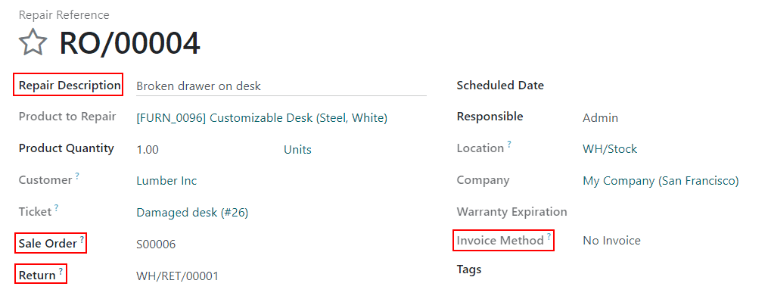 Repair Reference
RO/00004
Repair Description Broken drawer on desk
Product to Repair [FURN_0096] Customizable Desk (Steel, White)
Product Quantity 1.00 Units
Customer ? Lumber Inc
Ticket ? Damaged desk (#26)
Sale Order ? S00006
Return ? WH/RET/00001
Scheduled Date
Responsible Admin
Location ? WH/Stock
Company My Company (San Francisco)
Warranty Expiration
Invoice Method ? No Invoice
Tags